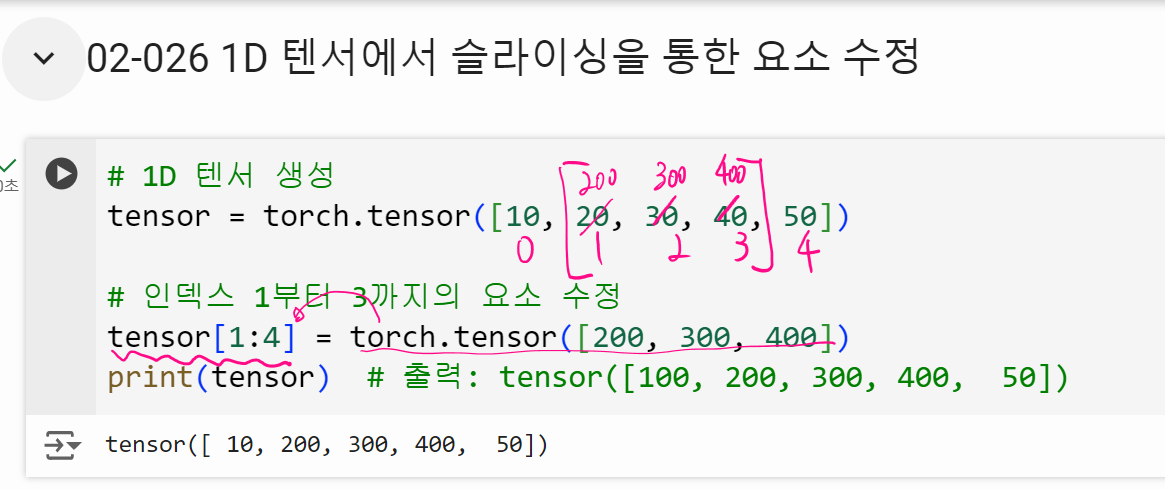 02-026 1D 텐서에서 슬라이싱을 통한 요소 수정
0초
# 1D 텐서 생성
200 300 400
tensor = torch.tensor([10, 20, 30, 40, 50])
0 1 2 3 4
# 인덱스 1부터 3까지의 요소 수정
tensor[1:4] = torch.tensor([200, 300, 400])
print(tensor)  # 출력: tensor([100, 200, 300, 400,  50])
tensor([ 10, 200, 300, 400,  50])